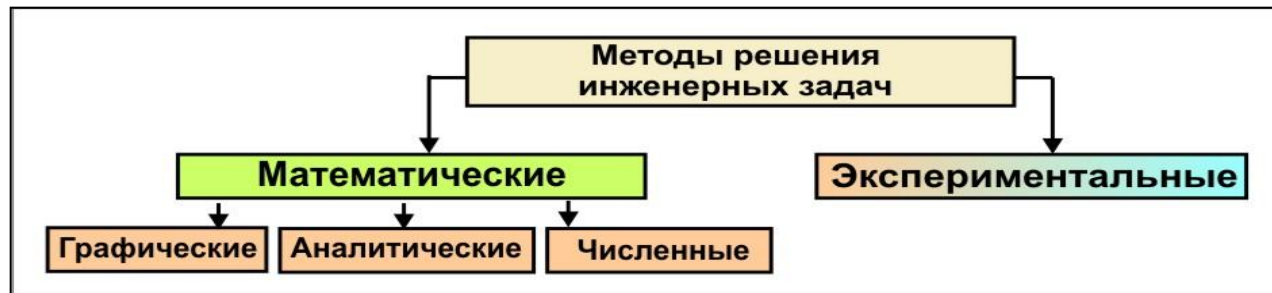 Методы решения
инженерных задач
Математические
Экспериментальные
Графические
Аналитические
Численные